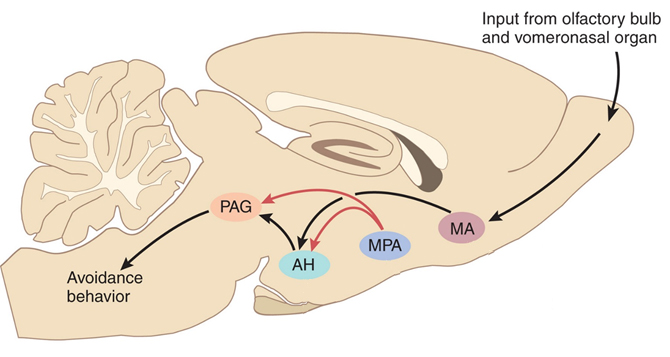 Input from olfactory bulb
and vomeronasal organ
PAG
MA
MPA
AH
Avoidance
behavior